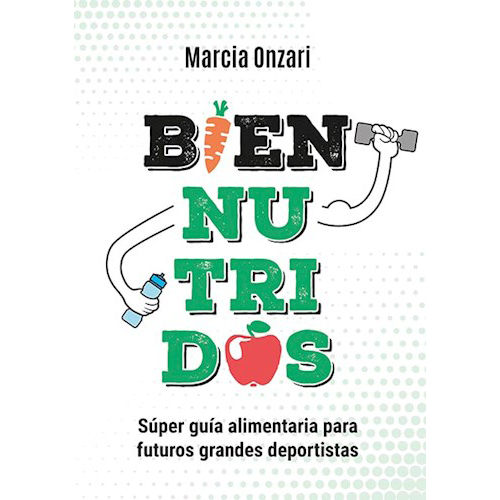 Marcia Onzari
BIEN
NU
TRI
DOS
Súper guía alimentaria para
futuros grandes deportistas